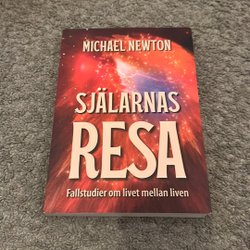 MICHAEL NEWTON
SJÄLARNAS
RESA
Fallstudier om livet mellan liven